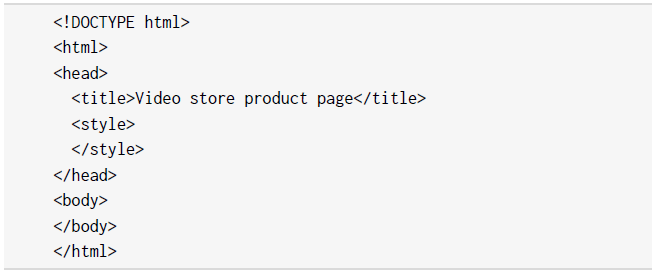 <!DOCTYPE html>
<html>
<head>
  <title>Video store product page</title>
  <style>
  </style>
</head>
<body>
</body>
</html>